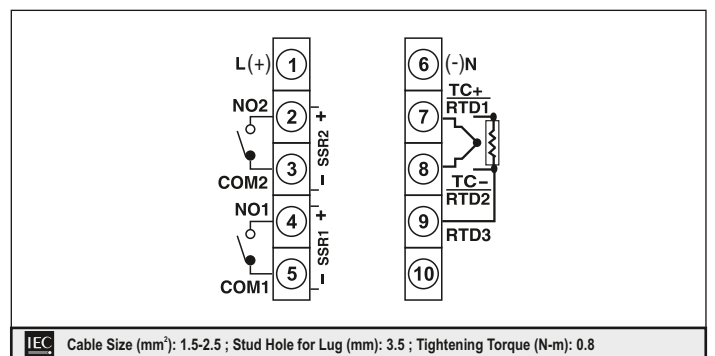 L(+) 1
NO2 2 +
SSR2
COM2 3 −
NO1 4 +
SSR1
COM1 5 −
6 (-)N
TC+
7 RTD1
8
TC−
RTD2
9
RTD3
10
IEC Cable Size (mm²): 1.5-2.5 ; Stud Hole for Lug (mm): 3.5 ; Tightening Torque (N-m): 0.8